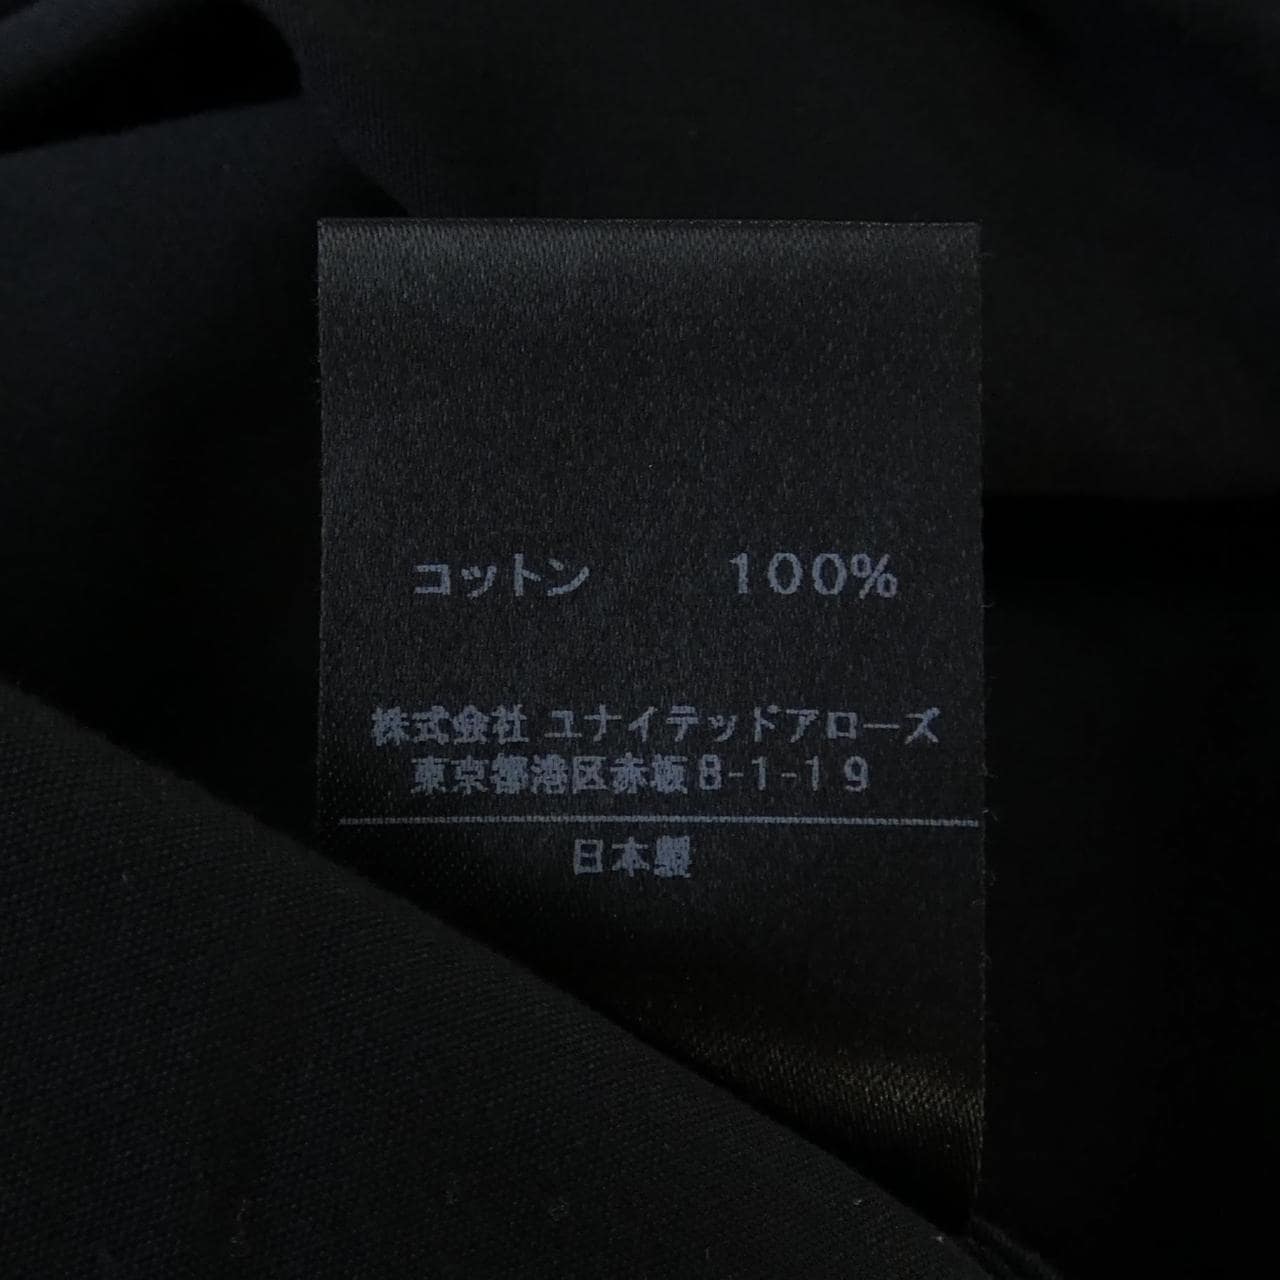 コットン 100%
株式会社 ユナイテッドアローズ
東京都港区赤坂8-1-19
日本製